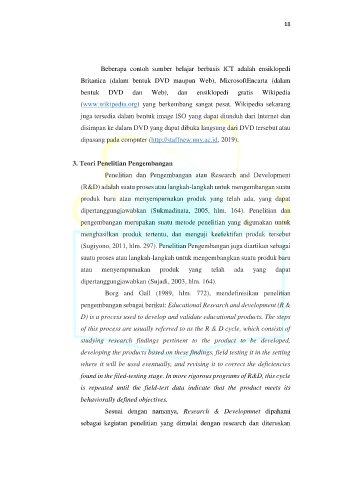 18
Beberapa contoh sumber belajar berbasis ICT adalah ensiklopedi
Britanica (dalam bentuk DVD maupun Web), MicrosoftEncarta (dalam
bentuk DVD dan Web), dan ensiklopedi gratis Wikipedia
(www.wikipedia.org) yang berkembang sangat pesat. Wikipedia sekarang
juga tersedia dalam bentuk image ISO yang dapat diunduh dari Internet dan
disimpan ke dalam DVD yang dapat dibuka langsung dari DVD tersebut atau
dipasang pada computer (http://staffnew.uny.ac.id, 2019).
3. Teori Penelitian Pengembangan
Penelitian dan Pengembangan atau Research and Development
(R&D) adalah suatu proses atau langkah-langkah untuk mengembangan suatu
produk baru atau menyempurnakan produk yang telah ada, yang dapat
dipertanggungjawabkan (Sukmadinata, 2005, hlm. 164). Penelitian dan
pengembangan merupakan suatu metode penelitian yang digunakan untuk
menghasilkan produk tertentu, dan menguji keefektifan produk tersebut
(Sugiyono, 2011, hlm. 297). Penelitian Pengembangan juga diartikan sebagai
suatu proses atau langkah-langkah untuk mengembangkan suatu produk baru
atau menyempurnakan produk yang telah ada yang dapat
dipertanggungjawabkan (Sujadi, 2003, hlm. 164).
Borg and Gall (1989, hlm. 772), mendefinisikan penelitian
pengembangan sebagai berikut: Educational Research and development (R &
D) is a process used to develop and validate educational products. The steps
of this process are usually referred to as the R & D cycle, which consists of
studying research findings pertinent to the product to be developed,
developing the products based on these findings, field testing it in the setting
where it will be used eventually, and revising it to correct the deficiencies
found in the filed-testing stage. In more rigorous programs of R&D, this cycle
is repeated until the field-test data indicate that the product meets its
behaviorally defined objectives.
Sesuai dengan namanya, Research & Developmnet dipahami
sebagai kegiatan penelitian yang dimulai dengan research dan diteruskan